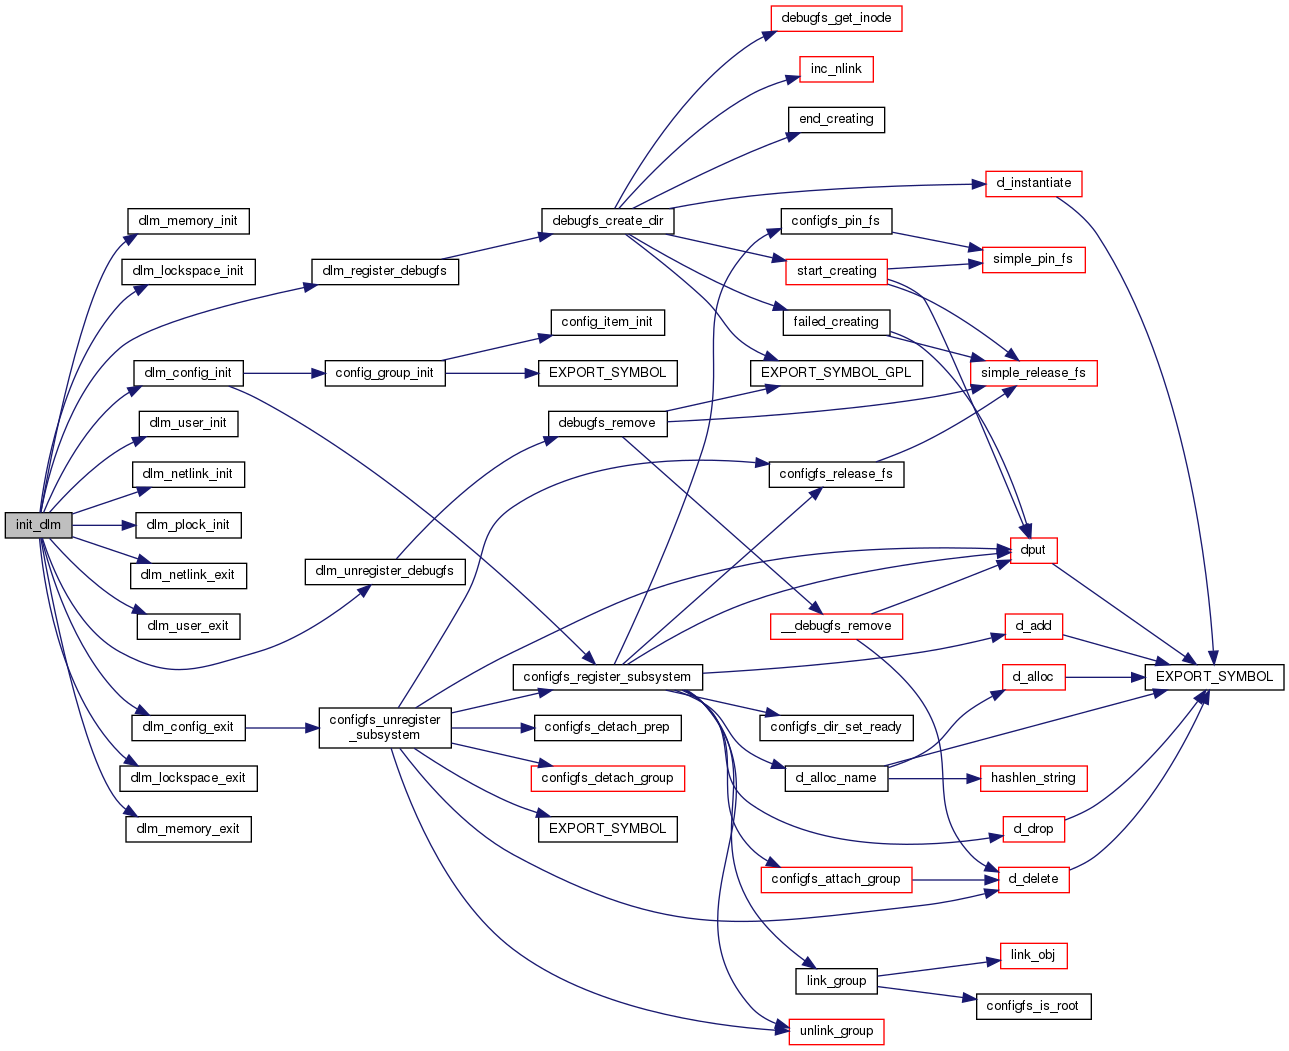 debugfs_get_inode
inc_nlink
end_creating
d_instantiate
dlm_memory_init
debugfs_create_dir
configfs_pin_fs
dlm_lockspace_init
dlm_register_debugfs
start_creating
simple_pin_fs
config_item_init
failed_creating
dlm_config_init
config_group_init
EXPORT_SYMBOL
EXPORT_SYMBOL_GPL
simple_release_fs
dlm_user_init
debugfs_remove
dlm_netlink_init
configfs_release_fs
init_dlm
dlm_plock_init
dput
dlm_netlink_exit
dlm_unregister_debugfs
dlm_user_exit
__debugfs_remove
d_add
configfs_register_subsystem
d_alloc
EXPORT_SYMBOL
dlm_config_exit
configfs_unregister
_subsystem
configfs_detach_prep
configfs_dir_set_ready
dlm_lockspace_exit
configfs_detach_group
d_alloc_name
hashlen_string
dlm_memory_exit
EXPORT_SYMBOL
d_drop
configfs_attach_group
d_delete
link_obj
link_group
configfs_is_root
unlink_group